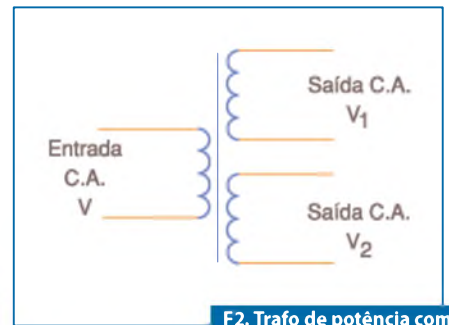 Entrada
C.A.
V
Saída C.A.
V1
Saída C.A.
V2
F2. Trafo de potência com